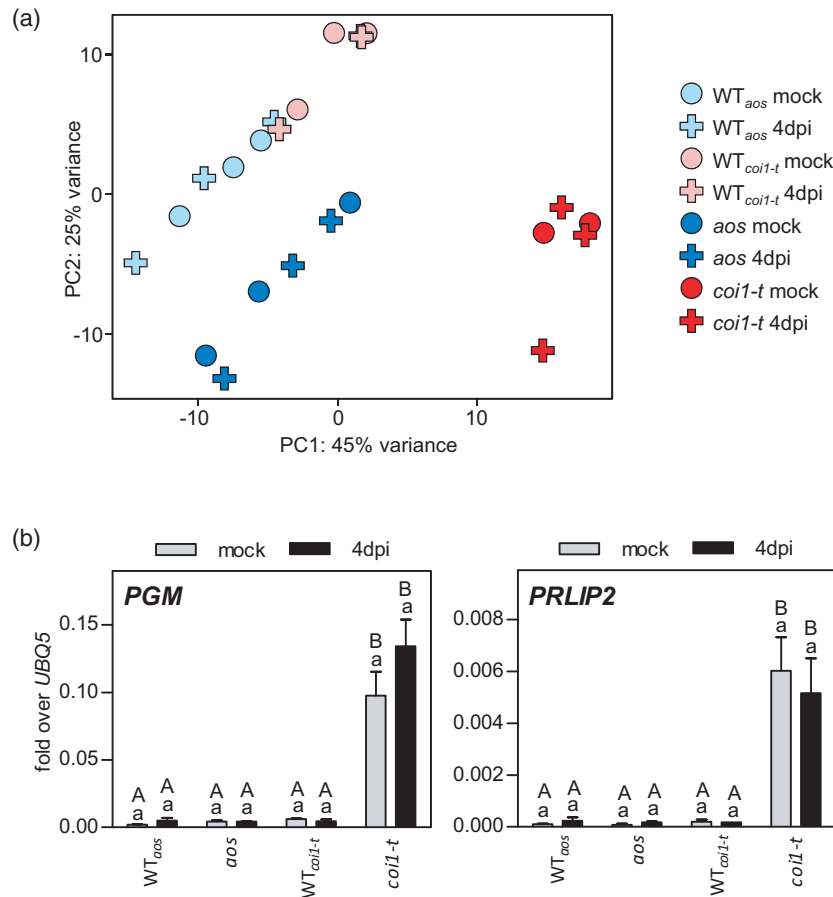 (a)
10
0
-10
PC2: 25% variance
-10 0 10
PC1: 45% variance
WTaos mock
WTaos 4dpi
WTcoi1-t mock
WTcoi1-t 4dpi
aos mock
aos 4dpi
coi1-t mock
coi1-t 4dpi
(b)
mock 4dpi
PGM
fold over UBQ5
0.15
0.10
0.05
0.00
A A A A A A B B
a a a a a a a a
WTaos aos WTcoi1-t coi1-t
mock 4dpi
PRLIP2
0.008
0.006
0.004
0.002
0.000
A A A A A A B B
a a a a a a a a
WTaos aos WTcoi1-t coi1-t